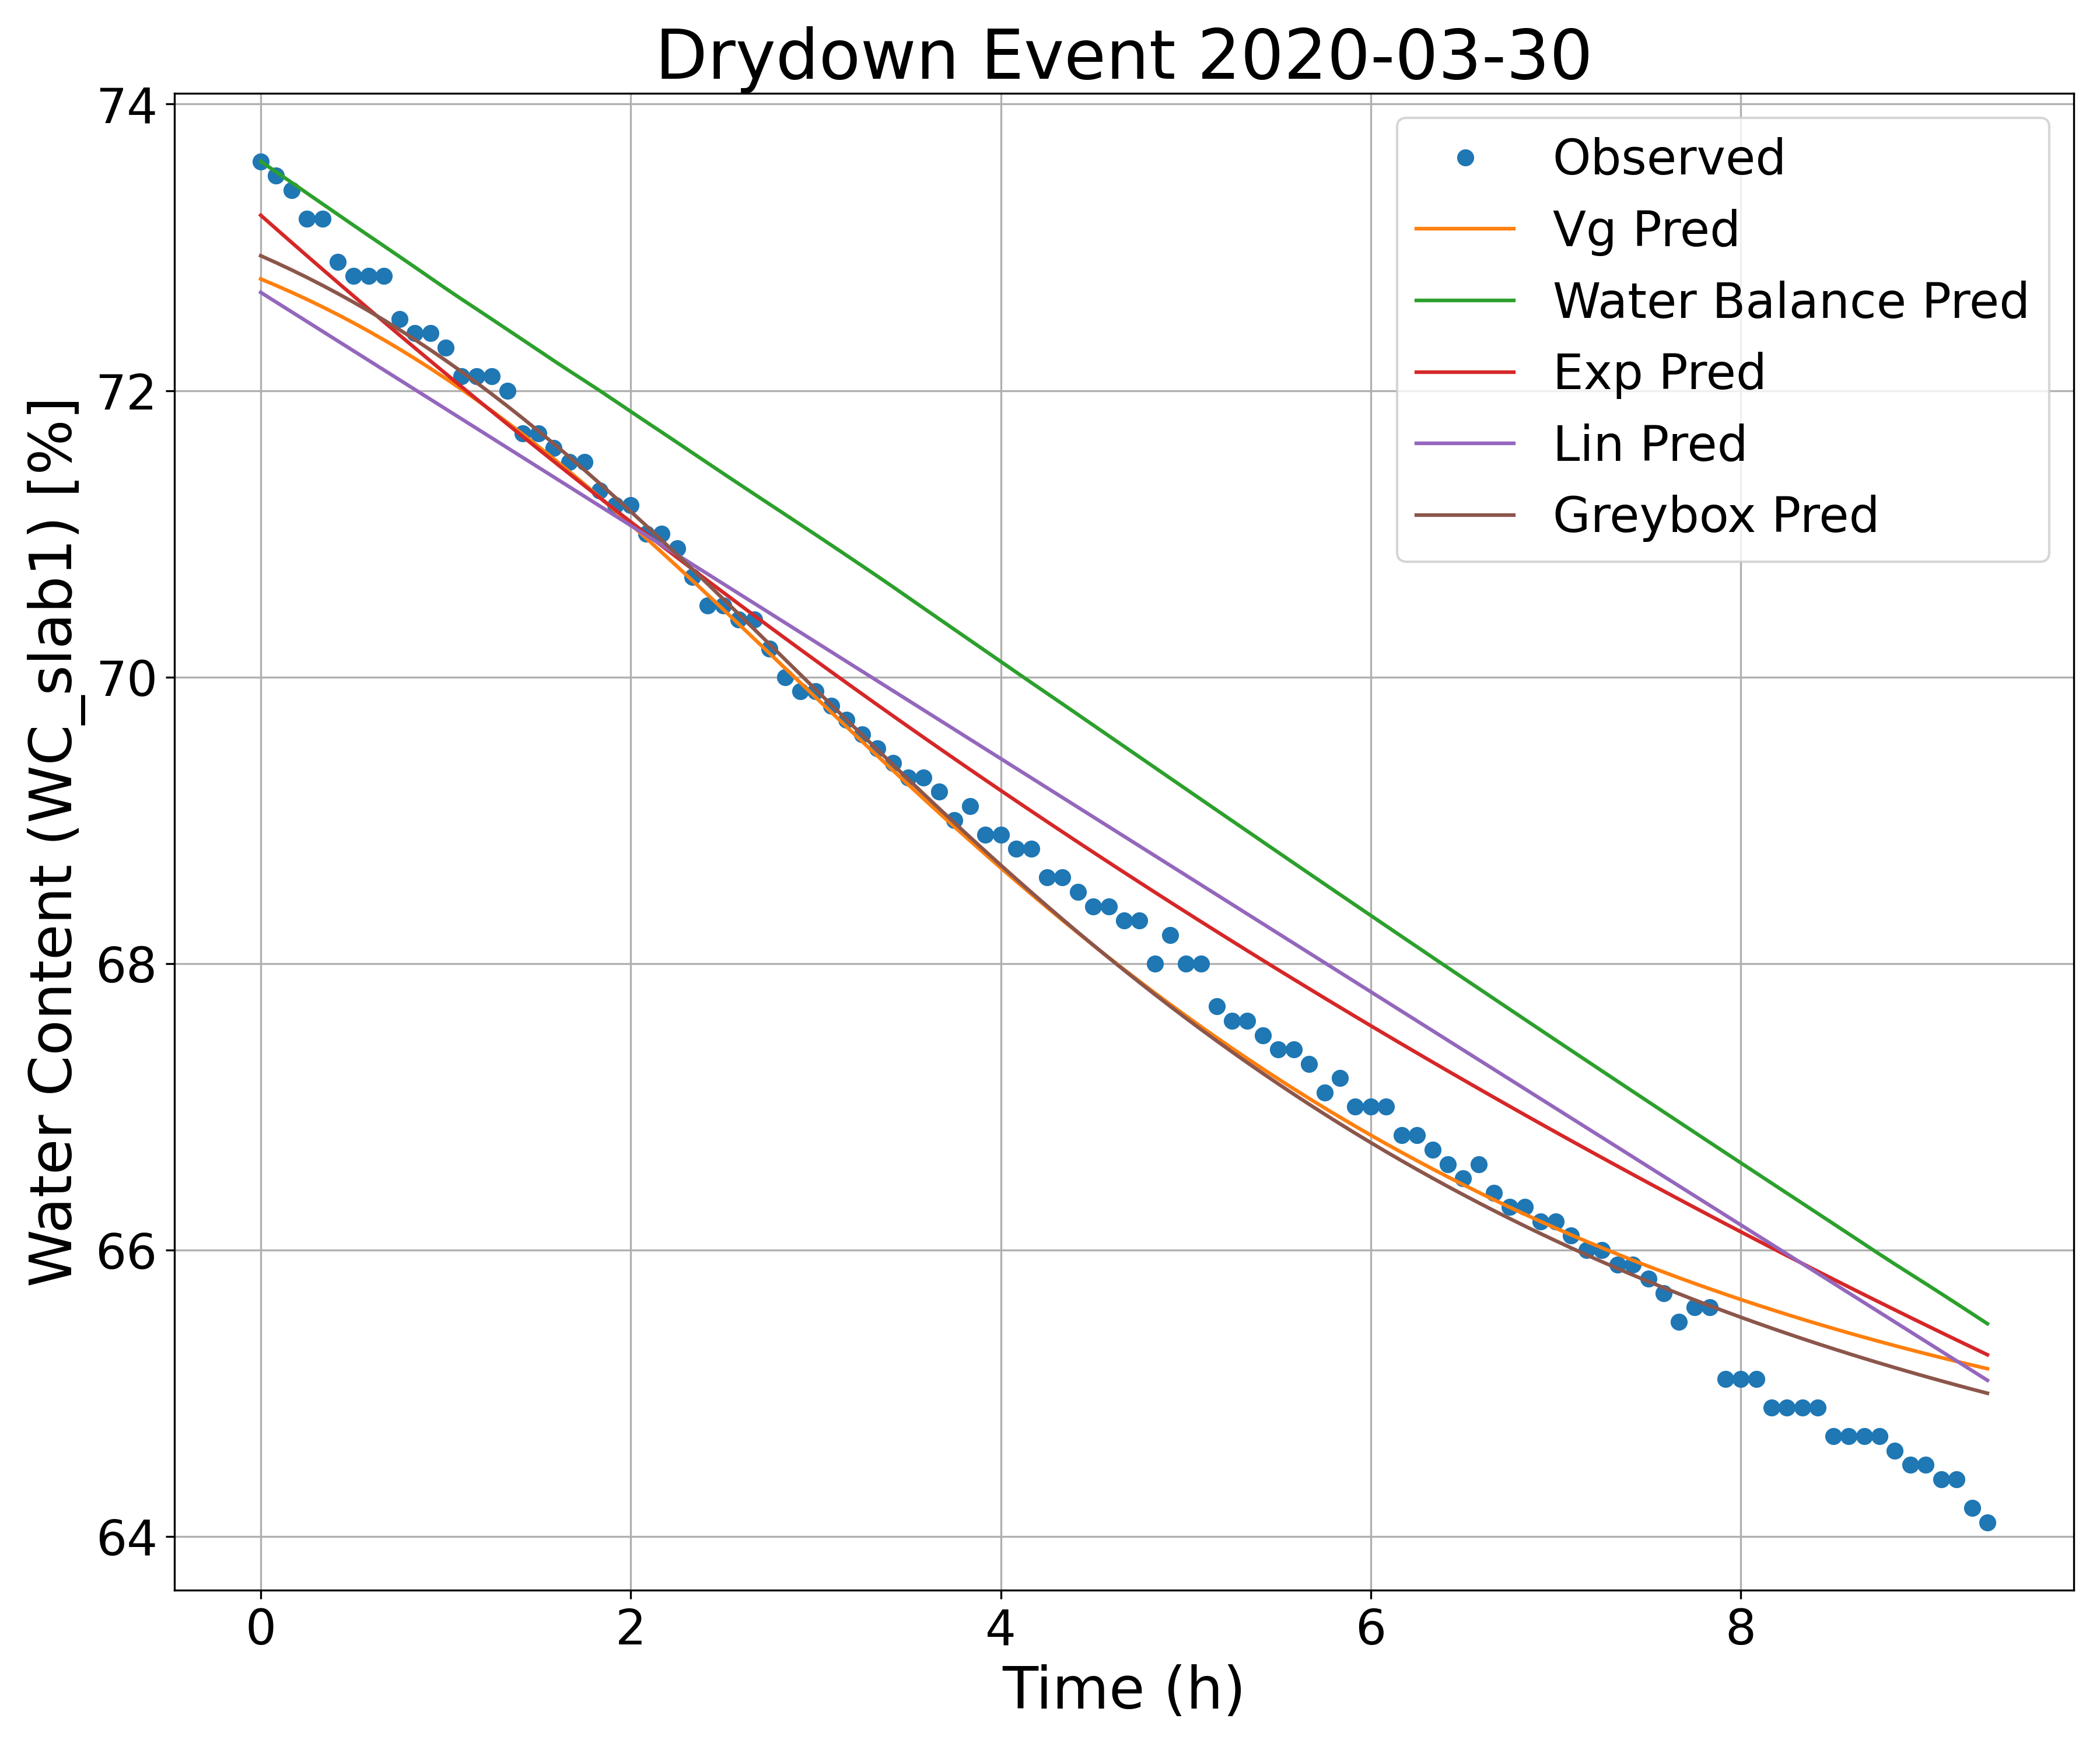 Drydown Event 2020-03-30
74
72
70
68
66
64
Water Content (WC_slab1) [%]
Observed
Vg Pred
Water Balance Pred
Exp Pred
Lin Pred
Greybox Pred
0 2 4 6 8
Time (h)